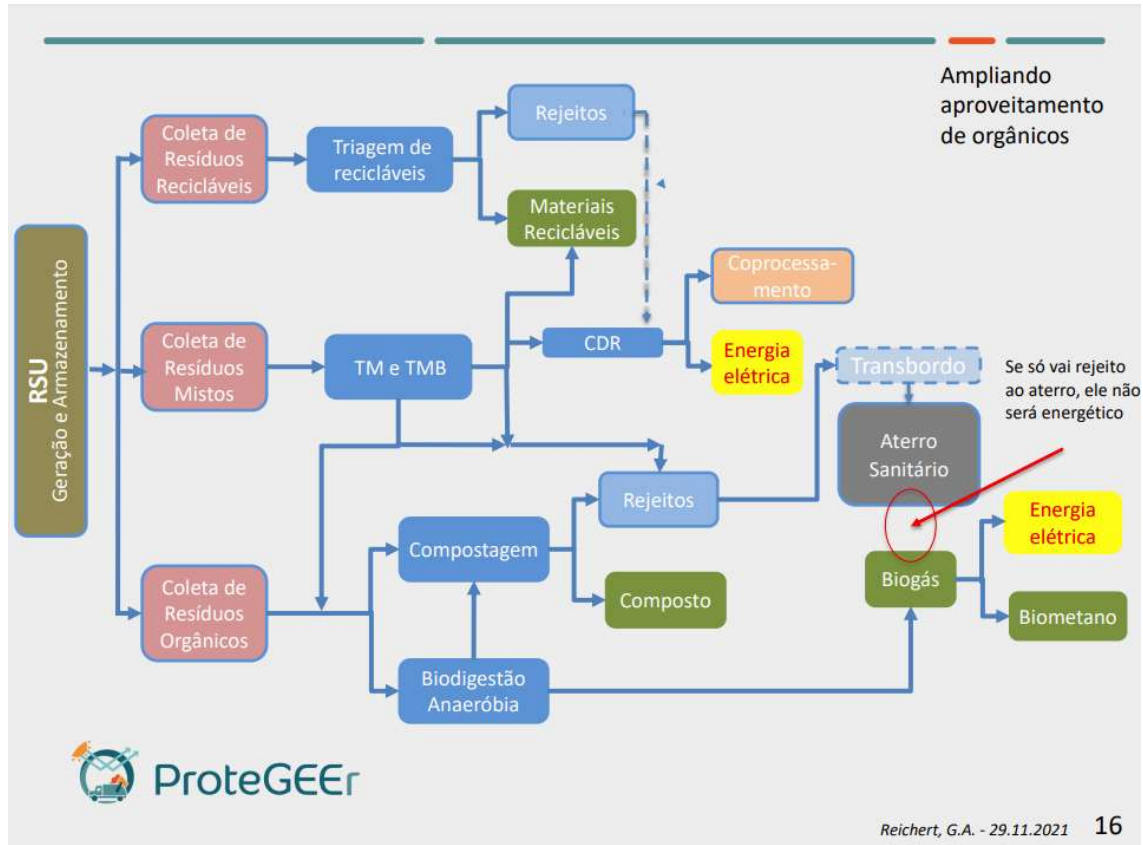 Ampliando
aproveitamento
de orgânicos
Rejeitos
Coleta de
Resíduos
Recicláveis
Triagem de
recicláveis
Materiais
Recicláveis
RSU
Geração e Armazenamento
Coprocessa-
mento
Coleta de
Resíduos
Mistos
TM e TMB
CDR
Energia
elétrica
Transbordo
Se só vai rejeito
ao aterro, ele não
será energético
Aterro
Sanitário
Rejeitos
Energia
elétrica
Compostagem
Biogás
Coleta de
Resíduos
Orgânicos
Composto
Biometano
Biodigestão
Anaeróbia
ProteGEEr
Reichert, G.A. - 29.11.2021 16